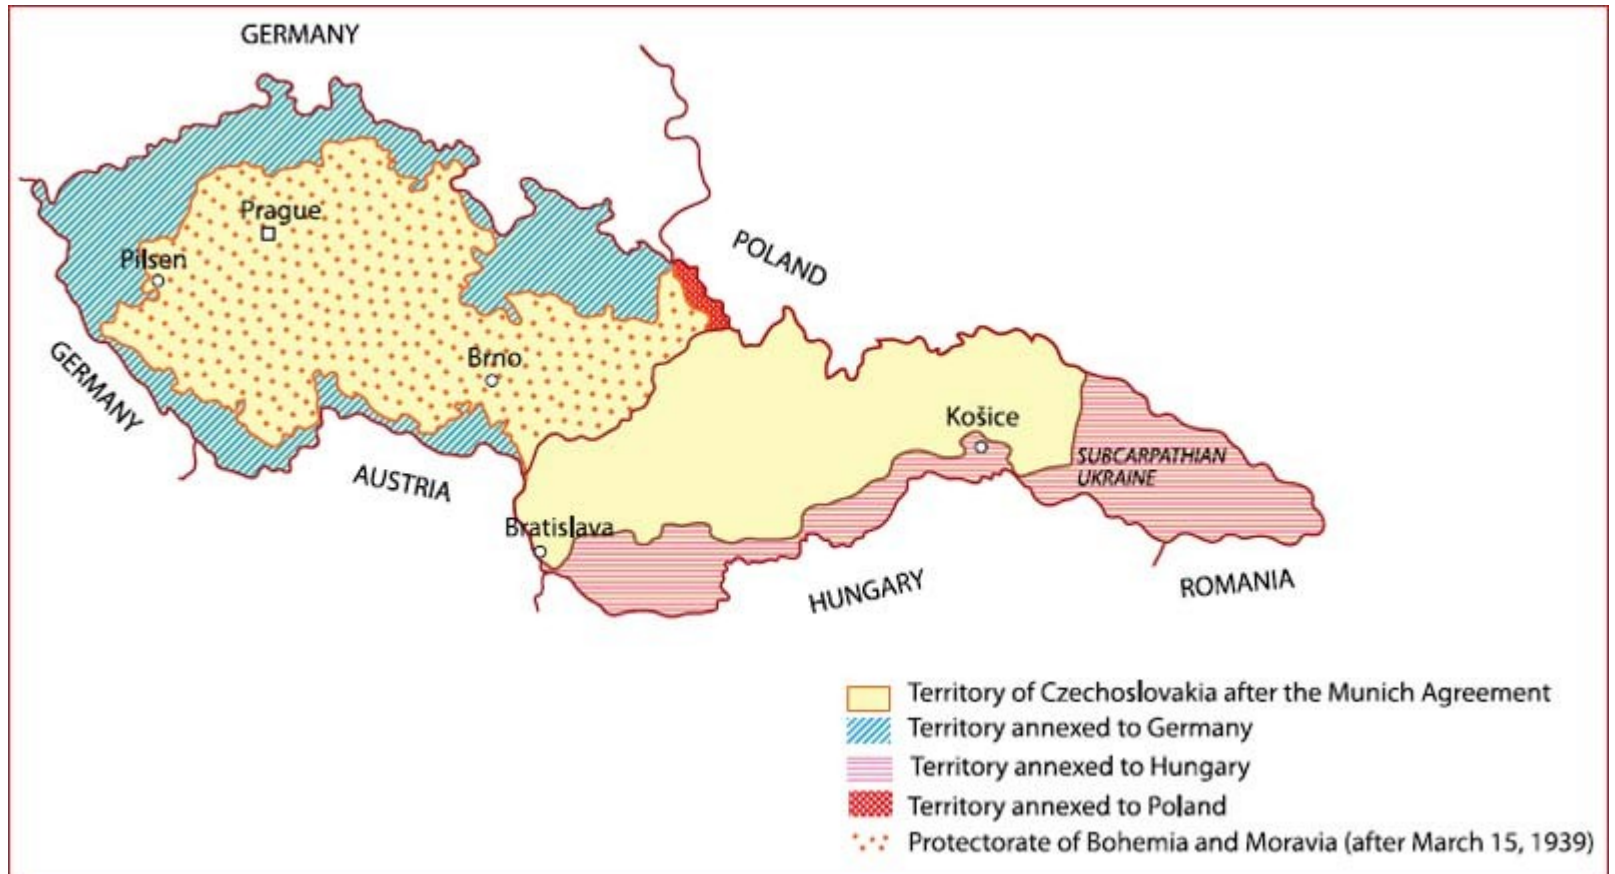 GERMANY
Prague
Pilsen
POLAND
GERMANY
Brno
Košice
SUBCARPATHIAN
UKRAINE
AUSTRIA
Bratislava
HUNGARY
ROMANIA
Territory of Czechoslovakia after the Munich Agreement
Territory annexed to Germany
Territory annexed to Hungary
Territory annexed to Poland
Protectorate of Bohemia and Moravia (after March 15, 1939)